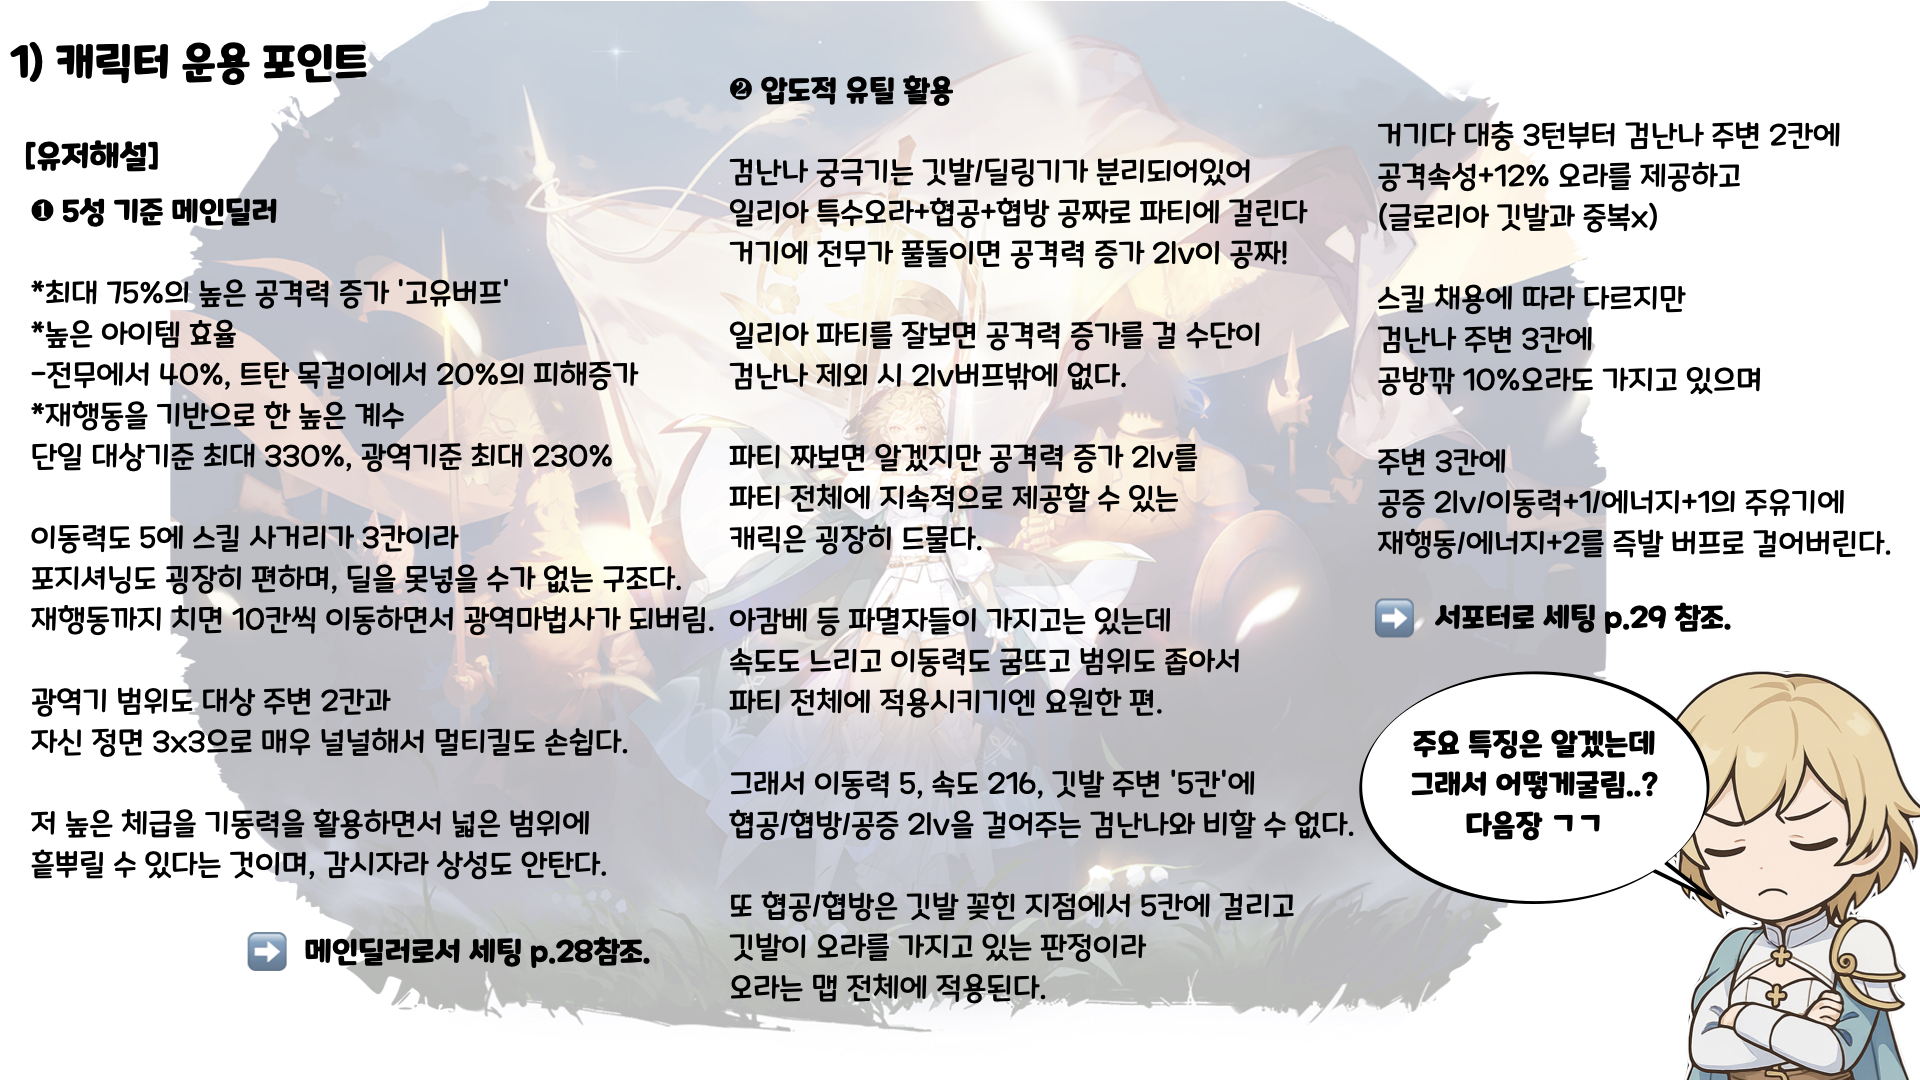 1) 캐릭터 운용 포인트
[유저해설]
❶ 5성 기준 메인딜러
*최대 75%의 높은 공격력 증가 '고유버프'
*높은 아이템 효율
-전무에서 40%, 트탄 목걸이에서 20%의 피해증가
*재행동을 기반으로 한 높은 계수
단일 대상기준 최대 330%, 광역기준 최대 230%
이동력도 5에 스킬 사거리가 3칸이라
포지셔닝도 굉장히 편하며, 딜을 못넣을 수가 없는 구조다.
재행동까지 치면 10칸씩 이동하면서 광역마법사가 되버림.
광역기 범위도 대상 주변 2칸과
자신 정면 3x3으로 매우 널널해서 멀티킬도 손쉽다.
저 높은 체급을 기동력을 활용하면서 넓은 범위에
흩뿌릴 수 있다는 것이며, 감시자라 상성도 안탄다.
➡ 메인딜러로서 세팅 p.28참조.
❷ 압도적 유틸 활용
검난나 궁극기는 깃발/딜링기가 분리되어있어
일리아 특수오라+협공+협방 공짜로 파티에 걸린다
거기에 전무가 풀돌이면 공격력 증가 2lv이 공짜!
일리아 파티를 잘보면 공격력 증가를 걸 수단이
검난나 제외 시 2lv버프밖에 없다.
파티 짜보면 알겠지만 공격력 증가 2lv를
파티 전체에 지속적으로 제공할 수 있는
캐릭은 굉장히 드물다.
아캄베 등 파멸자들이 가지고는 있는데
속도도 느리고 이동력도 굼뜨고 범위도 좁아서
파티 전체에 적용시키기엔 요원한 편.
그래서 이동력 5, 속도 216, 깃발 주변 '5칸'에
협공/협방/공증 2lv을 걸어주는 검난나와 비할 수 없다.
또 협공/협방은 깃발 꽂힌 지점에서 5칸에 걸리고
깃발이 오라를 가지고 있는 판정이라
오라는 맵 전체에 적용된다.
거기다 대충 3턴부터 검난나 주변 2칸에
공격속성+12% 오라를 제공하고
(글로리아 깃발과 중복x)
스킬 채용에 따라 다르지만
검난나 주변 3칸에
공방깎 10%오라도 가지고 있으며
주변 3칸에
공증 2lv/이동력+1/에너지+1의 주유기에
재행동/에너지+2를 즉발 버프로 걸어버린다.
➡ 서포터로 세팅 p.29 참조.
주요 특징은 알겠는데
그래서 어떻게굴림..?
다음장 ㄱㄱ